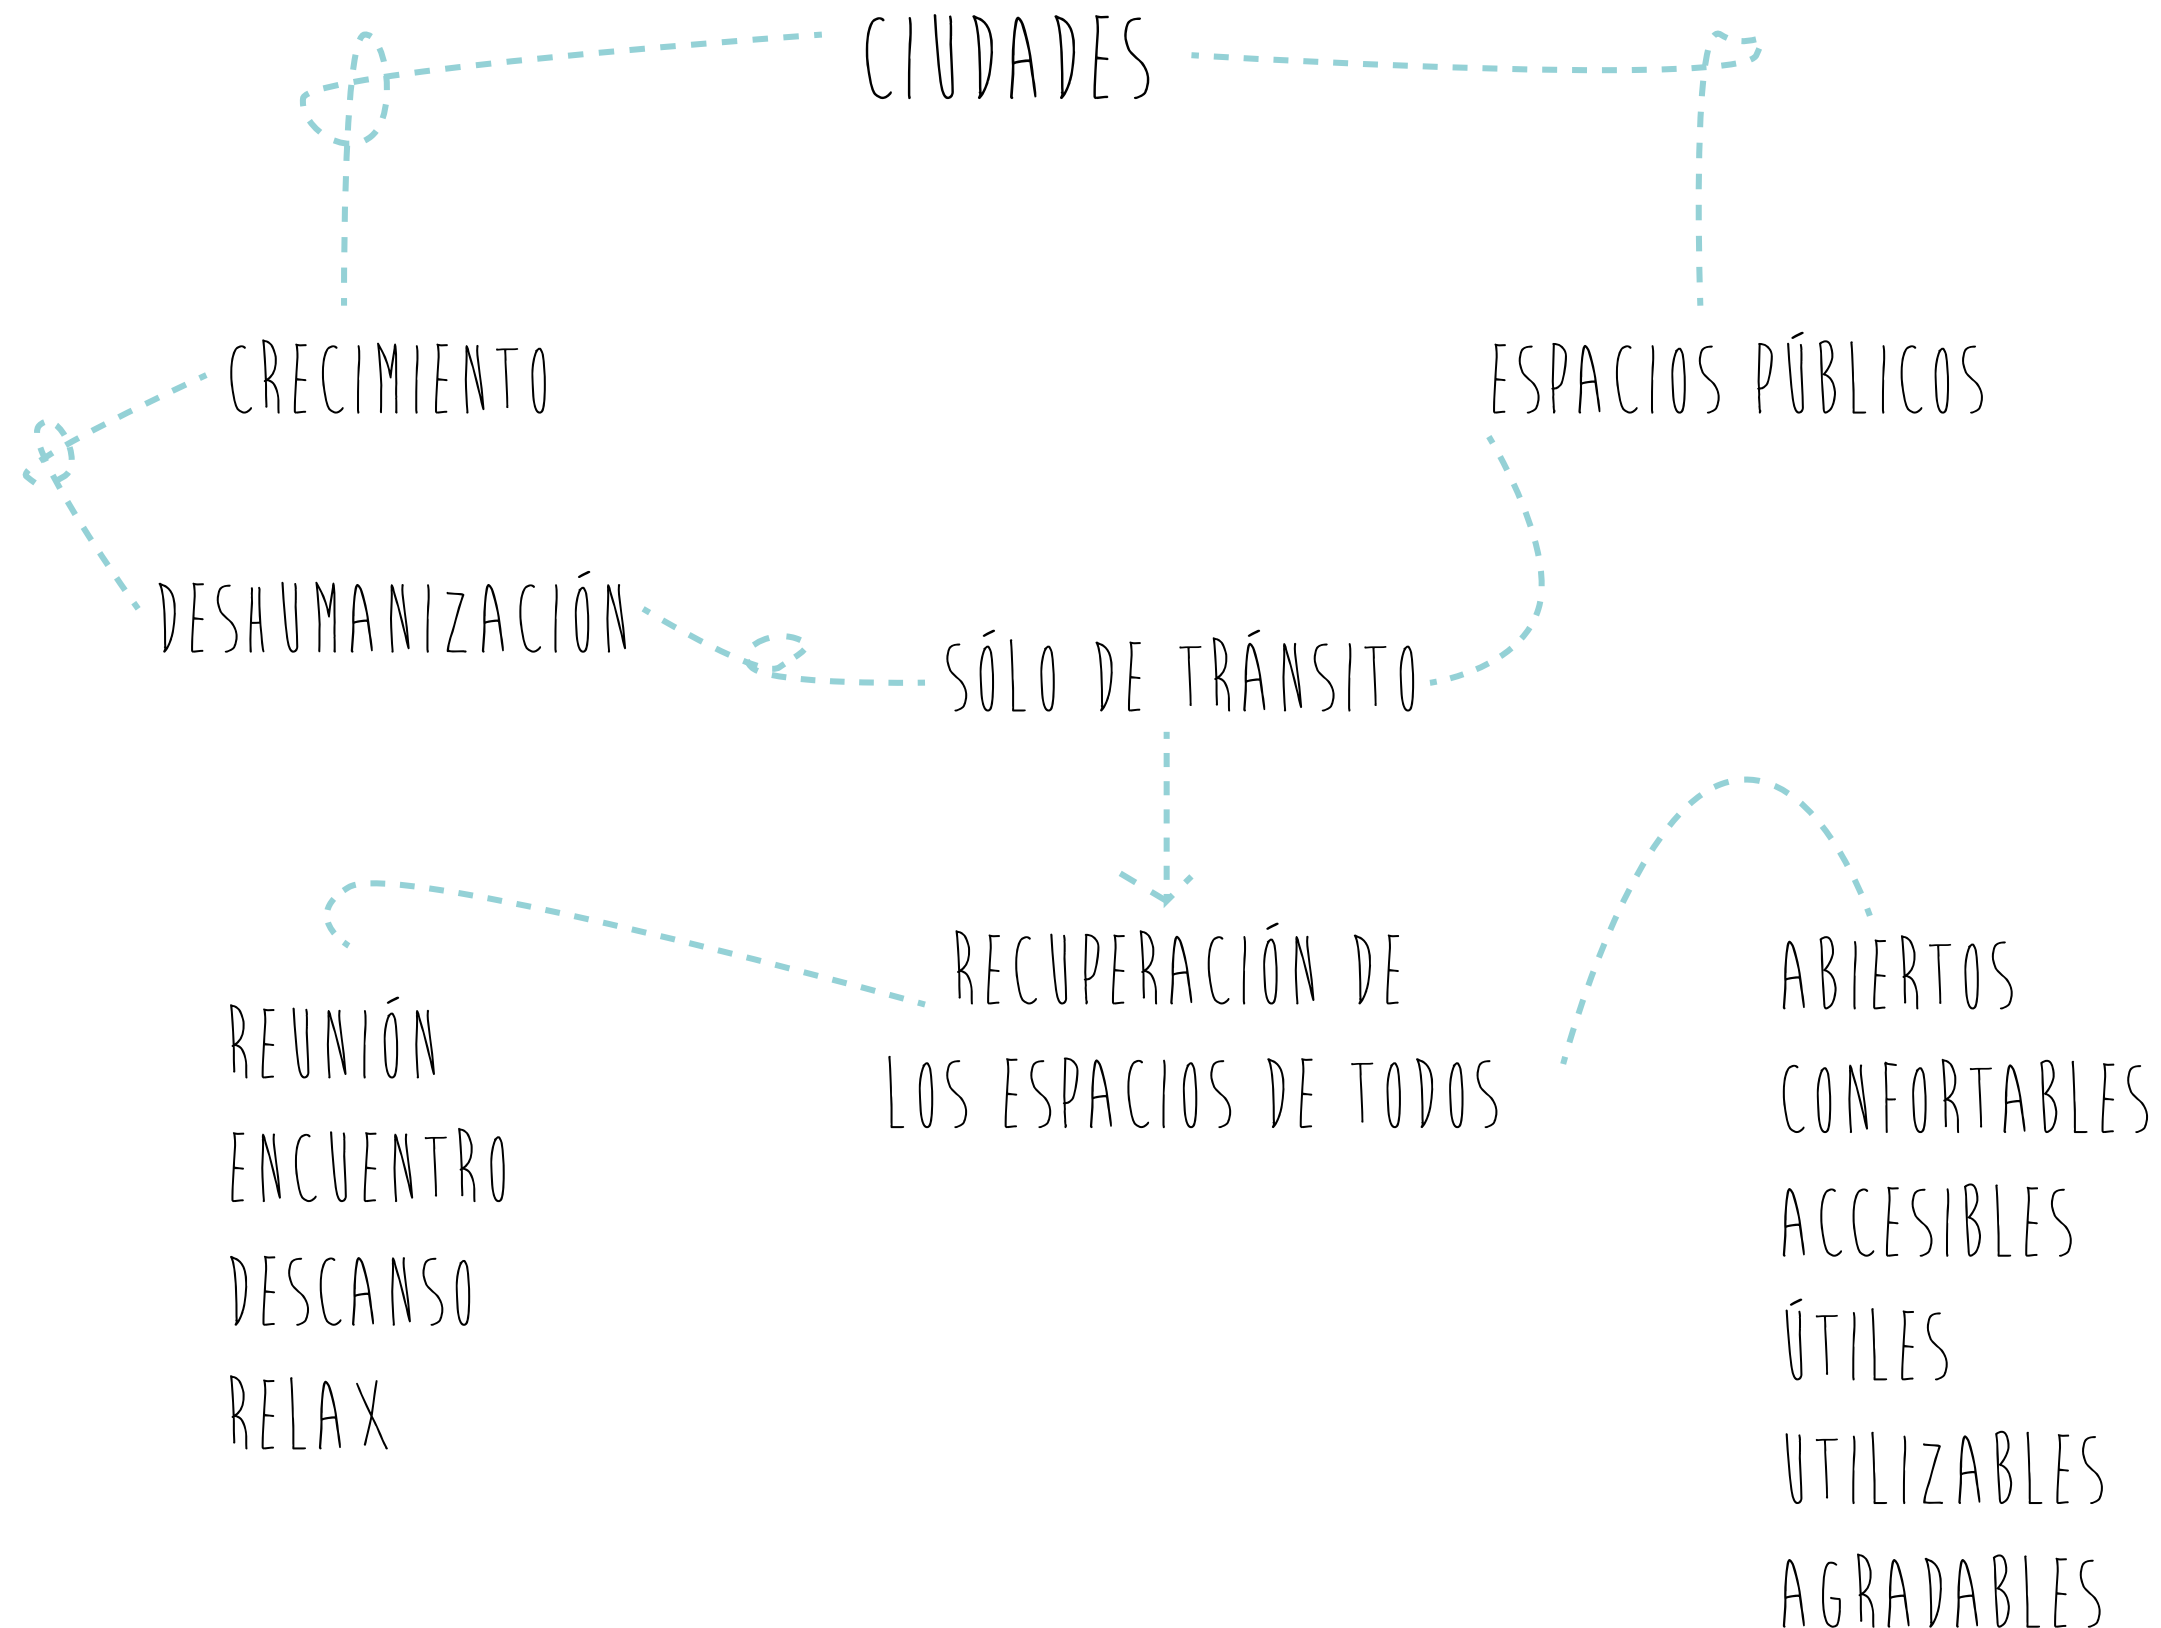 CIUDADES
CRECIMIENTO
ESPACIOS PÚBLICOS
DESHUMANIZACIÓN
SÓLO DE TRÁNSITO
RECUPERACIÓN DE
LOS ESPACIOS DE TODOS
REUNIÓN
ENCUENTRO
DESCANSO
RELAX
ABIERTOS
CONFORTABLES
ACCESIBLES
ÚTILES
UTILIZABLES
AGRADABLES